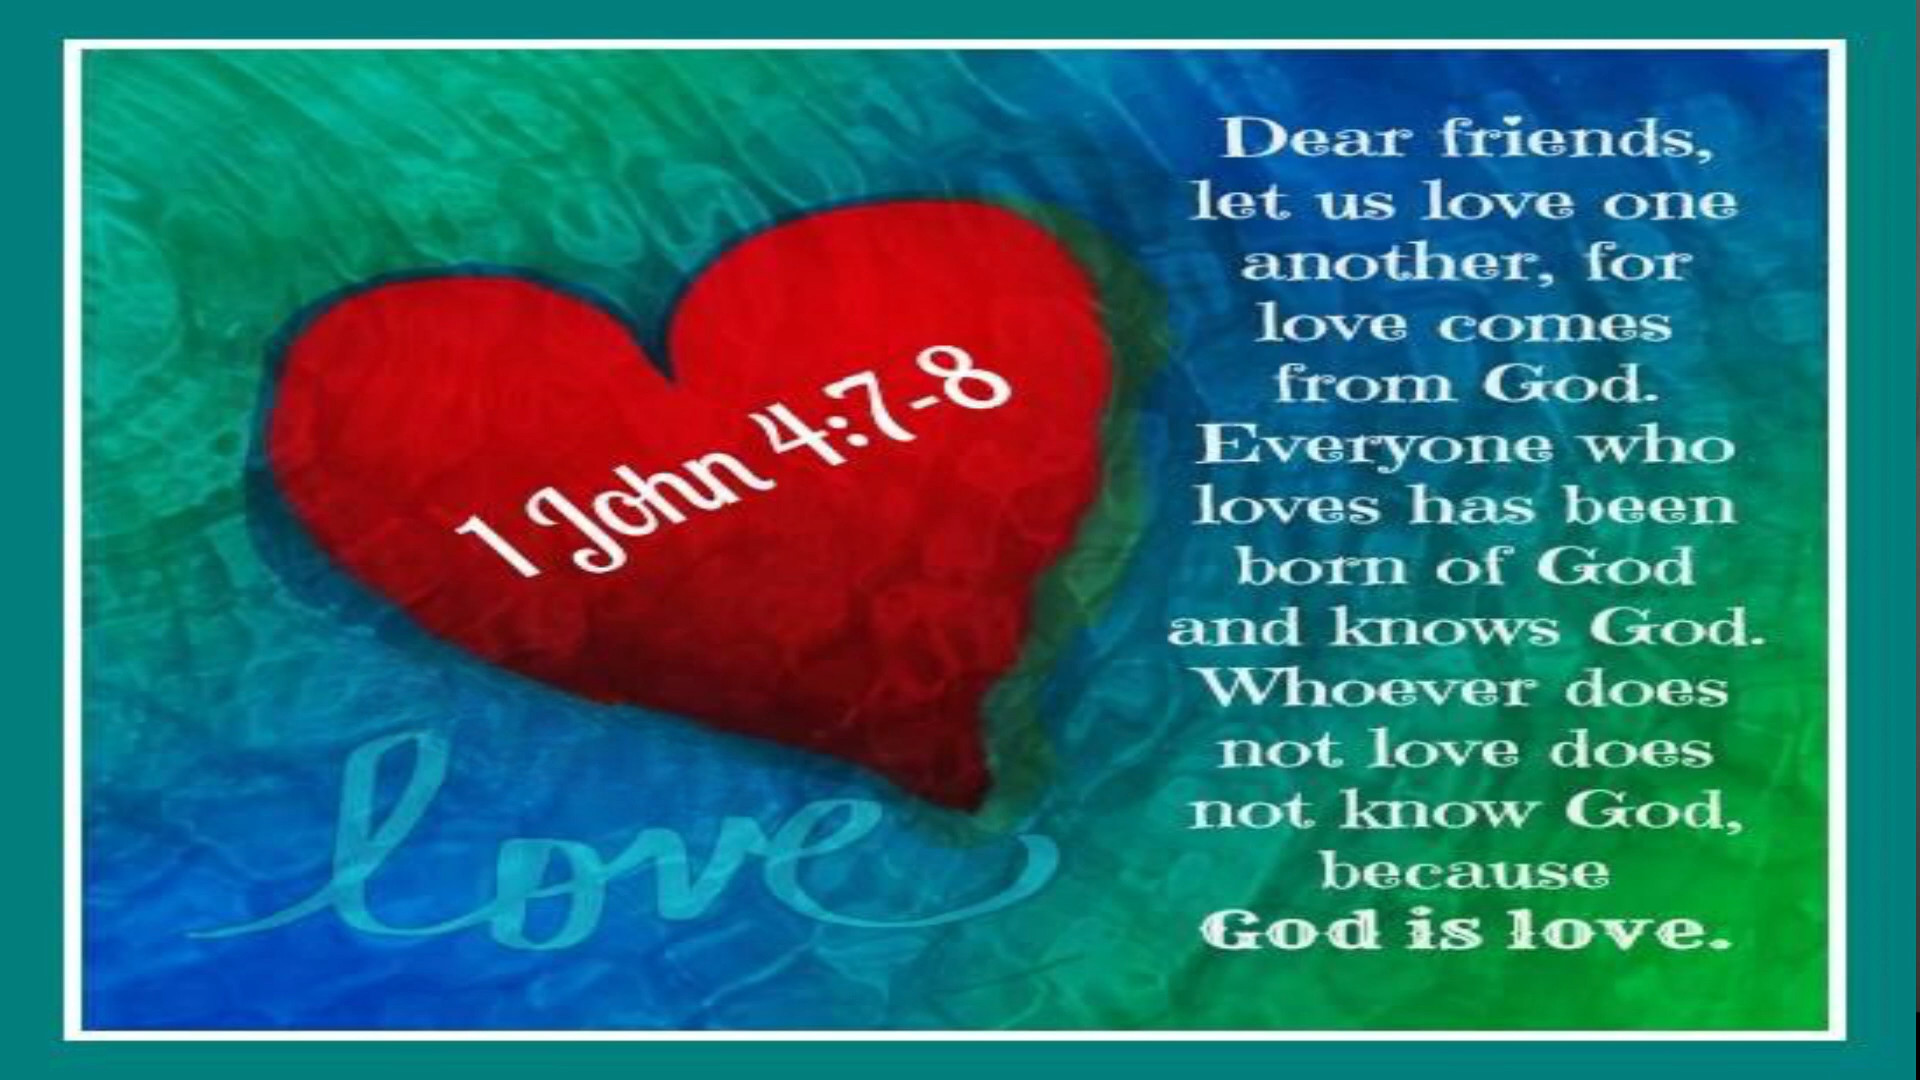 1 John 4:7-8
love
Dear friends,
let us love one
another, for
love comes
from God.
Everyone who
loves has been
born of God
and knows God.
Whoever does
not love does
not know God,
because
God is love.